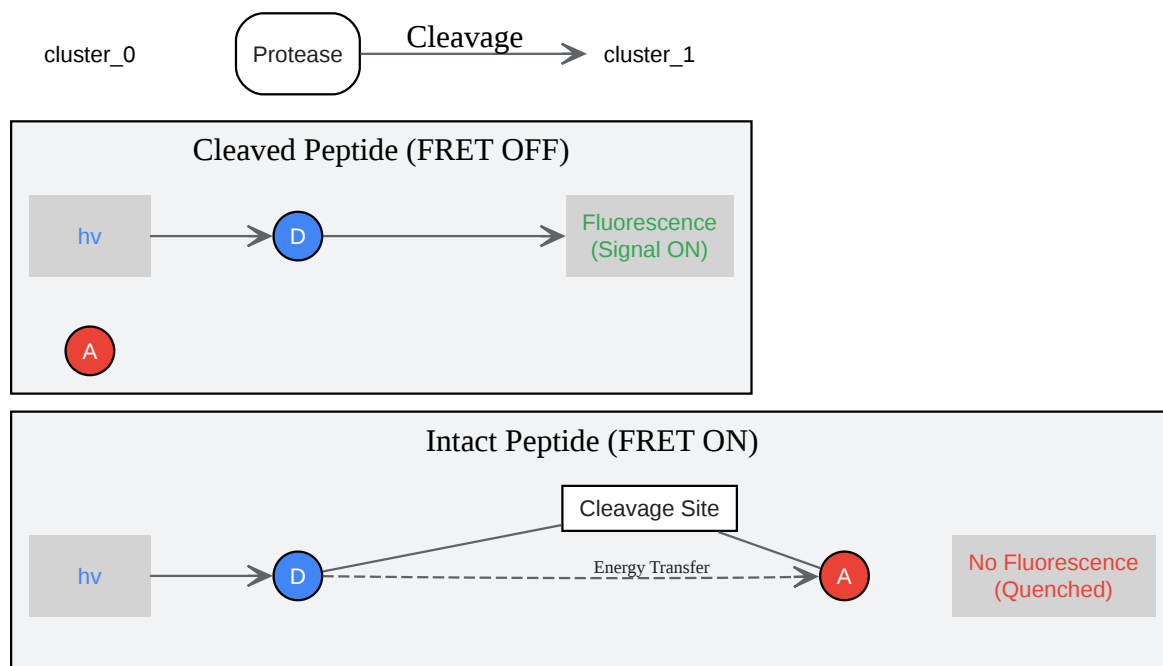 cluster_0
Protease
Cleavage
cluster_1
Cleaved Peptide (FRET OFF)
hv
D
Fluorescence
(Signal ON)
A
Intact Peptide (FRET ON)
Cleavage Site
hv
D
Energy Transfer
A
No Fluorescence
(Quenched)